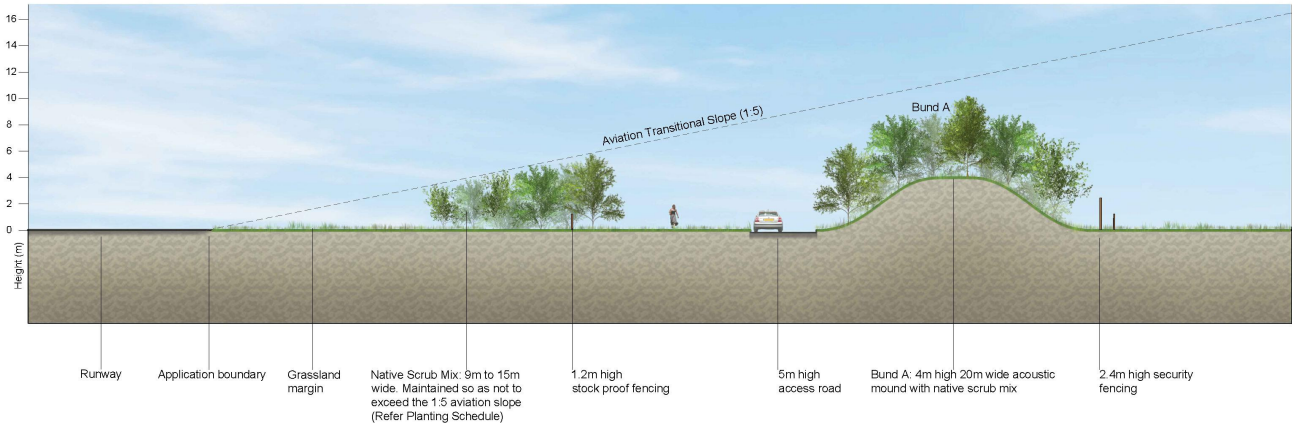 16
14
12
10
8
6
4
2
0
Height (m)
Aviation Transitional Slope (1:5)
Bund A
Runway
Application boundary
Grassland
margin
Native Scrub Mix: 9m to 15m
wide. Maintained so as not to
exceed the 1:5 aviation slope
(Refer Planting Schedule)
1.2m high
stock proof fencing
5m high
access road
Bund A: 4m high 20m wide acoustic
mound with native scrub mix
2.4m high security
fencing